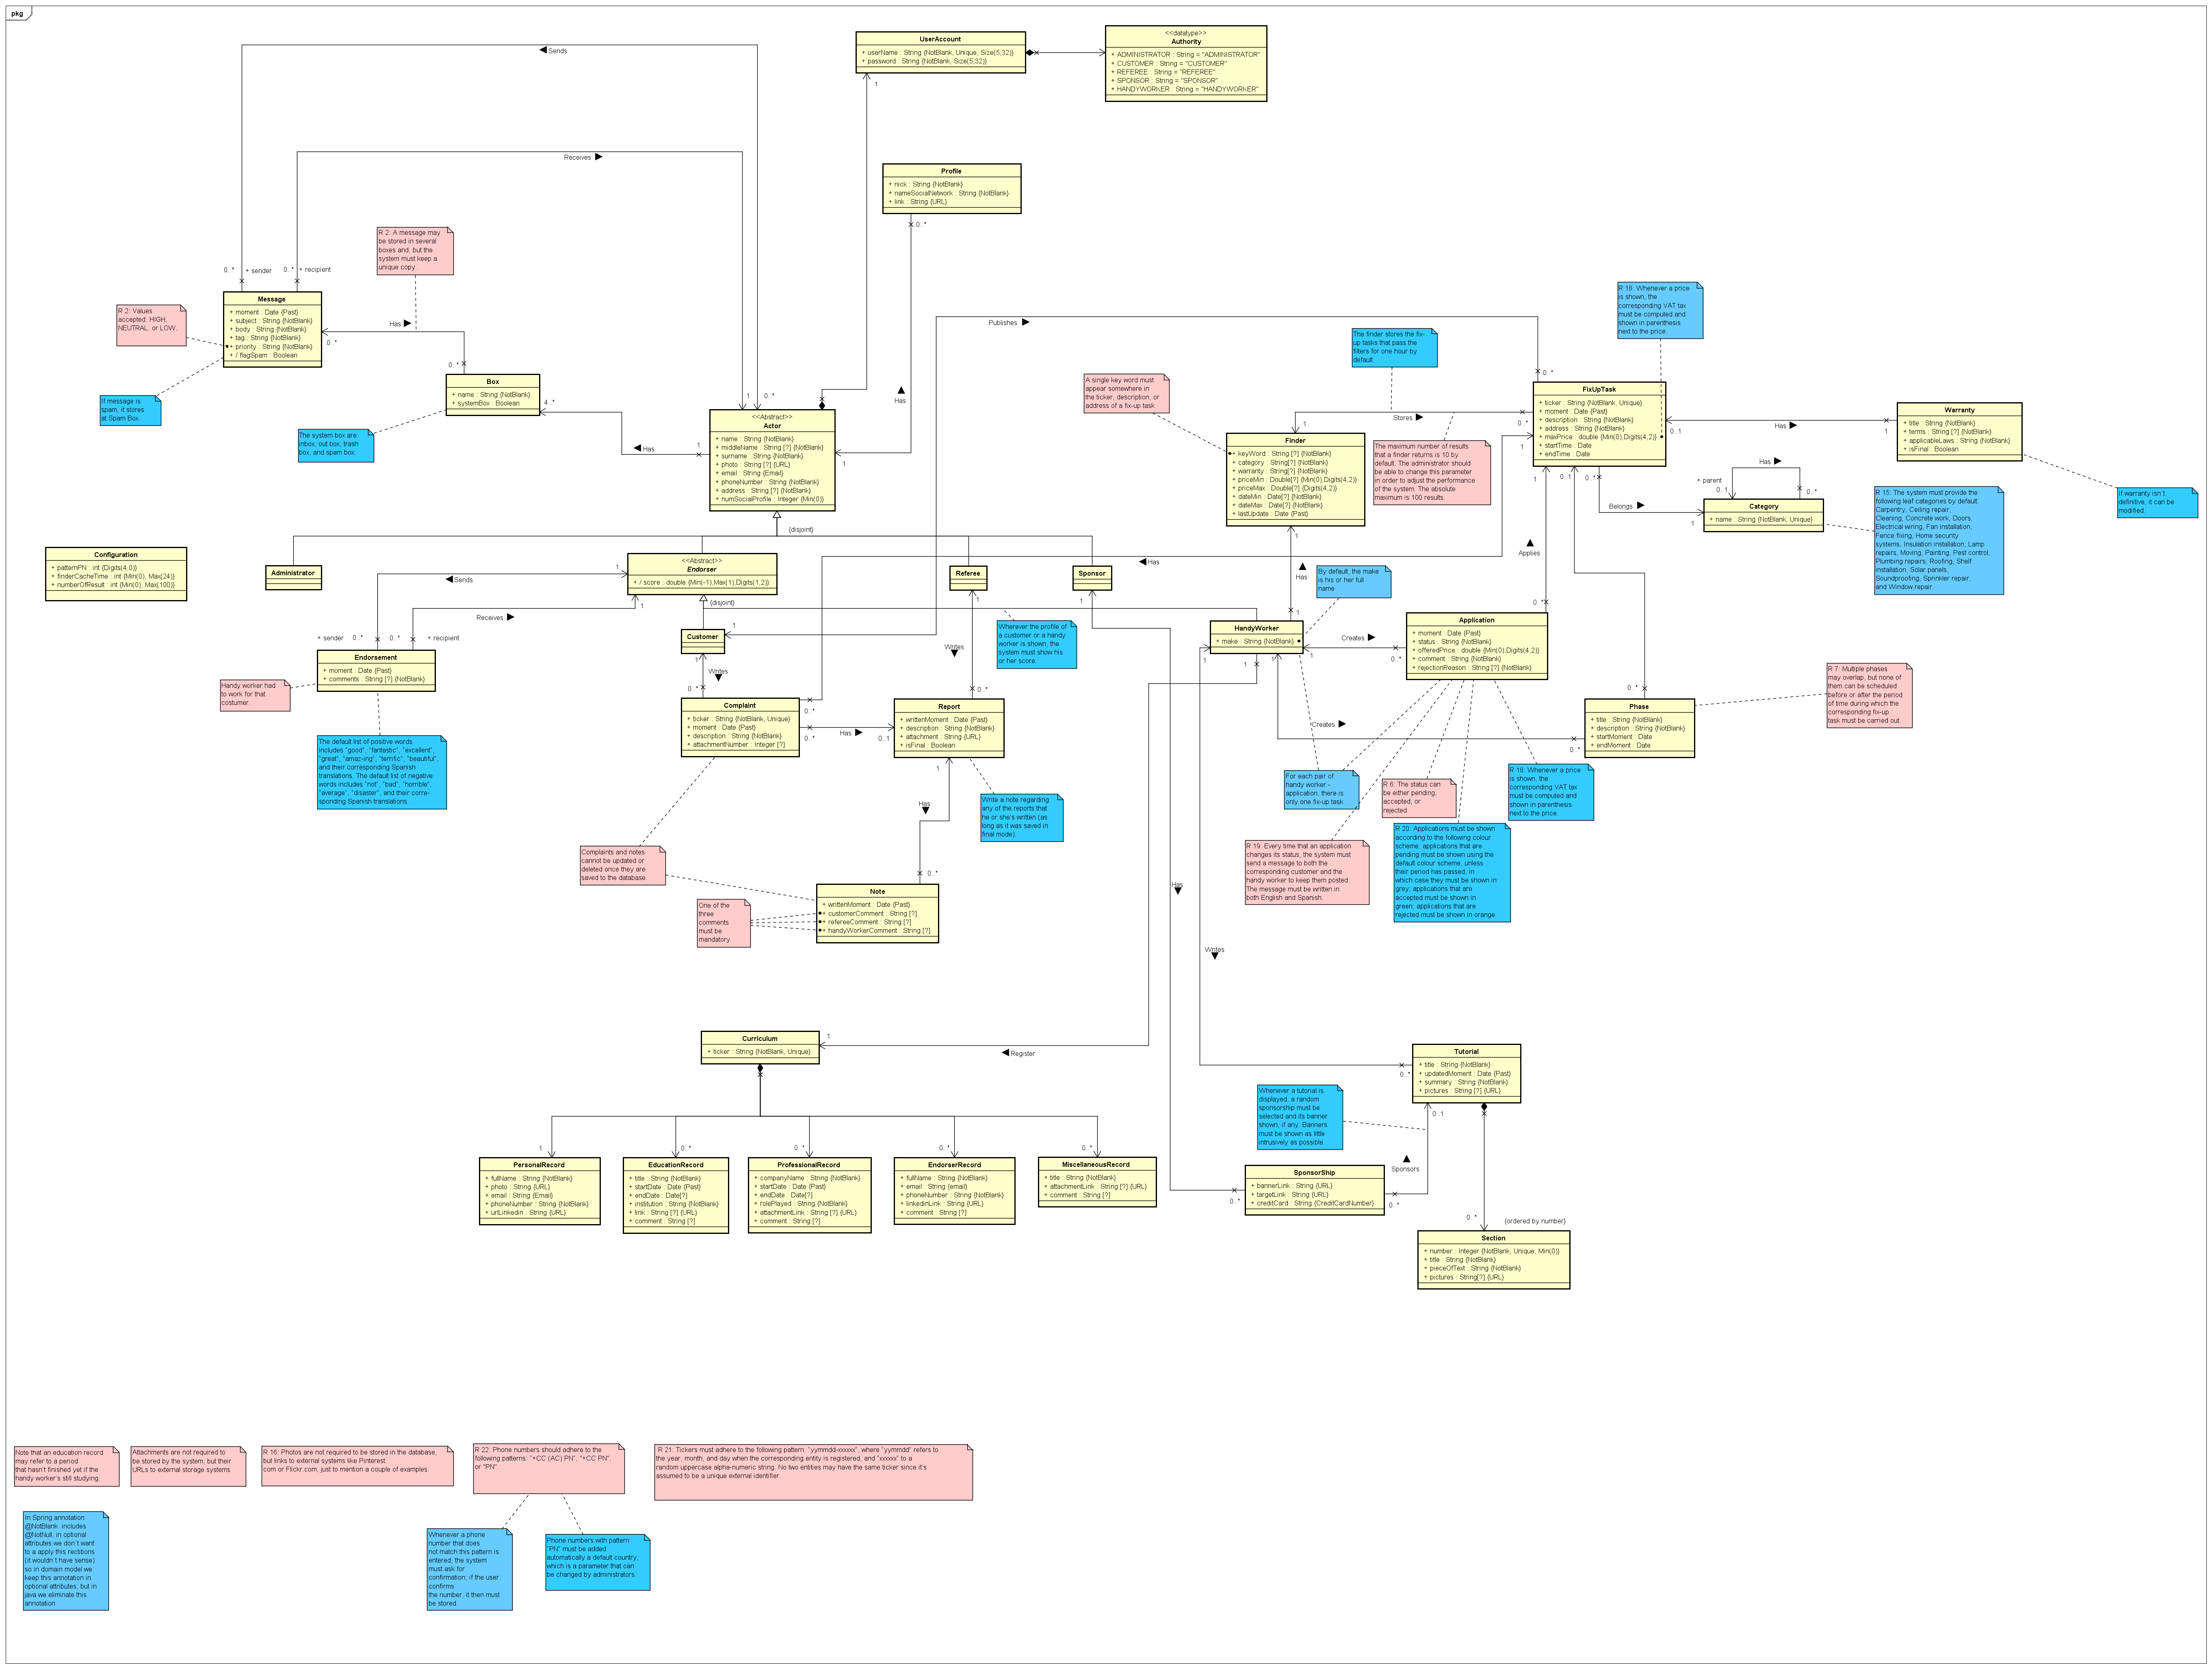 pkg
Sends
UserAccount
+ userName : String {NotBlank, Unique, Size(5,32)}
+ password : String {NotBlank, Size(5,32)}
<<datatype>>
Authority
+ ADMINISTRATOR : String = "ADMINISTRATOR"
+ CUSTOMER : String = "CUSTOMER"
+ REFEREE : String = "REFEREE"
+ SPONSOR : String = "SPONSOR"
+ HANDYWORKER : String = "HANDYWORKER"
1
Receives
Profile
+ nick : String {NotBlank}
+ nameSocialNetwork : String {NotBlank}
+ link : String {URL}
0..*
R 2: A message may
be stored in several
boxes and, but the
system must keep a
unique copy.
0..* + sender
0..* + recipient
Message
+ moment : Date {Past}
+ subject : String {NotBlank}
+ body : String {NotBlank}
+ tag : String {NotBlank}
+ priority : String {NotBlank}
+ / flagSpam : Boolean
R 2: Values
accepted: HIGH,
NEUTRAL, or LOW.
If message is
spam, it stores
at Spam Box.
Has
0..*
0..*
Box
+ name : String {NotBlank}
+ systemBox : Boolean
4..*
The system box are:
inbox, out box, trash
box, and spam box.
Has
1
1
0..*
Has
<<Abstract>>
Actor
+ name : String {NotBlank}
+ middleName : String [?] {NotBlank}
+ surname : String {NotBlank}
+ photo : String [?] {URL}
+ email : String {Email}
+ phoneNumber : String {NotBlank}
+ address : String [?] {NotBlank}
+ numSocialProfile : Integer {Min(0)}
1
{disjoint}
Publishes
The finder stores the fix-
up tasks that pass the
filters for one hour by
default.
R 18: Whenever a price
is shown, the
corresponding VAT tax
must be computed and
shown in parenthesis
next to the price.
A single key word must
appear somewhere in
the ticker, description, or
address of a fix-up task
0..*
FixUpTask
+ ticker : String {NotBlank, Unique}
+ moment : Date {Past}
+ description : String {NotBlank}
+ address : String {NotBlank}
+ maxPrice : double {Min(0),Digits(4,2)}
+ startTime : Date
+ endTime : Date
Stores
1
0..*
1
0..1
Has
1
Warranty
+ title : String {NotBlank}
+ terms : String [?] {NotBlank}
+ applicableLaws : String {NotBlank}
+ isFinal : Boolean
If warranty isn't
definitive, it can be
modified.
Finder
+ keyWord : String [?] {NotBlank}
+ category : String[?] {NotBlank}
+ warranty : String[?] {NotBlank}
+ priceMin : Double[?] {Min(0),Digits(4,2)}
+ priceMax : Double[?] {Digits(4,2)}
+ dateMin : Date[?] {NotBlank}
+ dateMax : Date[?] {NotBlank}
+ lastUpdate : Date {Past}
The maximum number of results
that a finder returns is 10 by
default. The administrator should
be able to change this parameter
in order to adjust the performance
of the system. The absolute
maximum is 100 results.
Has
+ parent
0..1
0..*
Category
+ name : String {NotBlank, Unique}
1
0..1
0..*
Belongs
1
R 15: The system must provide the
following leaf categories by default:
Carpentry, Ceiling repair,
Cleaning, Concrete work, Doors,
Electrical wiring, Fan installation,
Fence fixing, Home security
systems, Insulation installation, Lamp
repairs, Moving, Painting, Pest control,
Plumbing repairs, Roofing, Shelf
installation, Solar panels,
Soundproofing, Sprinkler repair,
and Window repair.
Configuration
+ patternPN : int {Digits(4,0)}
+ finderCacheTime : int {Min(0), Max(24)}
+ numberOfResult : int {Min(0), Max(100)}
Administrator
<<Abstract>>
Endorser
+ / score : double {Min(-1),Max(1),Digits(1,2)}
Referee
Sponsor
1
Sends
1
Receives
{disjoint}
1
1
Has
1
Has
1
Applies
0..*
By default, the make
is his or her full
name
Wherever the profile of
a customer or a handy
worker is shown, the
system must show his
or her score.
+ sender 0..*
0..* + recipient
Endorsement
+ moment : Date {Past}
+ comments : String [?] {NotBlank}
Handy worker had
to work for that
costumer.
The default list of positive words
includes "good", "fantastic", "excellent",
"great", "amaz-ing", "terrific", "beautiful",
and their corresponding Spanish
translations. The default list of negative
words includes "not", "bad", "horrible",
"average", "disaster", and their corre-
sponding Spanish translations.
Customer
1
1
Writes
0..*
Writes
0..*
HandyWorker
+ make : String {NotBlank}
1
1
1
1
Creates
0..*
Application
+ moment : Date {Past}
+ status : String {NotBlank}
+ offeredPrice : double {Min(0),Digits(4,2)}
+ comment : String {NotBlank}
+ rejectionReason : String [?] {NotBlank}
Complaint
+ ticker : String {NotBlank, Unique}
+ moment : Date {Past}
+ description : String {NotBlank}
+ attachmentNumber : Integer [?]
0..*
0..*
Has
0..1
Report
+ writtenMoment : Date {Past}
+ description : String {NotBlank}
+ attachment : String {URL}
+ isFinal : Boolean
1
Creates
0..*
0..*
Phase
+ title : String {NotBlank}
+ description : String {NotBlank}
+ startMoment : Date
+ endMoment : Date
R 7: Multiple phases
may overlap, but none of
them can be scheduled
before or after the period
of time during which the
corresponding fix-up
task must be carried out.
For each pair of
handy worker -
application, there is
only one fix-up task.
R 6: The status can
be either pending,
accepted, or
rejected.
R 18: Whenever a price
is shown, the
corresponding VAT tax
must be computed and
shown in parenthesis
next to the price.
Has
Write a note regarding
any of the reports that
he or she's written (as
long as it was saved in
final mode).
R 20: Applications must be shown
according to the following colour
scheme: applications that are
pending must be shown using the
default colour scheme, unless
their period has passed, in
which case they must be shown in
grey; applications that are
accepted must be shown in
green; applications that are
rejected must be shown in orange.
R 19: Every time that an application
changes its status, the system must
send a message to both the
corresponding customer and the
handy worker to keep them posted.
The message must be written in
both English and Spanish.
Complaints and notes
cannot be updated or
deleted once they are
saved to the database.
0..*
Note
+ writtenMoment : Date {Past}
+ customerComment : String [?]
+ refereeComment : String [?]
+ handyWorkerComment : String [?]
One of the
three
comments
must be
mandatory
Has
Writes
Curriculum
+ ticker : String {NotBlank, Unique}
1
Register
0..*
Tutorial
+ title : String {NotBlank}
+ updatedMoment : Date {Past}
+ summary : String {NotBlank}
+ pictures : String [?] {URL}
0..1
Whenever a tutorial is
displayed, a random
sponsorship must be
selected and its banner
shown, if any. Banners
must be shown as little
intrusively as possible.
1
0..*
0..*
0..*
0..*
PersonalRecord
+ fullName : String {NotBlank}
+ photo : String {URL}
+ email : String {Email}
+ phoneNumber : String {NotBlank}
+ urlLinkedin : String {URL}
EducationRecord
+ title : String {NotBlank}
+ startDate : Date {Past}
+ endDate : Date[?]
+ institution : String {NotBlank}
+ link : String [?] {URL}
+ comment : String [?]
ProfessionalRecord
+ companyName : String {NotBlank}
+ startDate : Date {Past}
+ endDate : Date[?]
+ rolePlayed : String {NotBlank}
+ attachmentLink : String [?] {URL}
+ comment : String [?]
EndorserRecord
+ fullName : String {NotBlank}
+ email : String {email}
+ phoneNumber : String {NotBlank}
+ linkedinLink : String {URL}
+ comment : String [?]
MiscellaneousRecord
+ title : String {NotBlank}
+ attachmentLink : String [?] {URL}
+ comment : String [?]
Sponsors
SponsorShip
+ bannerLink : String {URL}
+ targetLink : String {URL}
+ creditCard : String {CreditCardNumber}
0..*
0..*
0..*
{ordered by number}
Section
+ number : Integer {NotBlank, Unique, Min(0)}
+ title : String {NotBlank}
+ pieceOfText : String {NotBlank}
+ pictures : String[?] {URL}
Note that an education record
may refer to a period
that hasn't finished yet if the
handy worker's still studying.
Attachments are not required to
be stored by the system, but their
URLs to external storage systems
R 16: Photos are not required to be stored in the database,
but links to external systems like Pinterest.
com or Flickr.com, just to mention a couple of examples.
R 22: Phone numbers should adhere to the
following patterns: "+CC (AC) PN", "+CC PN",
or "PN".
R 21: Tickers must adhere to the following pattern: "yymmdd-xxxxxx", where "yymmdd" refers to
the year, month, and day when the corresponding entity is registered, and "xxxxxx" to a
random uppercase alpha-numeric string. No two entities may have the same ticker since it's
assumed to be a unique external identifier.
In Spring annotation
@NotBlank includes
@NotNull, in optional
attributes we don't want
to a apply this rectitions
(it wouldn't have sense)
so in domain model we
keep this annotation in
optional attributes, but in
java we eliminate this
annotation.
Whenever a phone
number that does
not match this pattern is
entered, the system
must ask for
confirmation; if the user
confirms
the number, it then must
be stored.
Phone numbers with pattern
"PN" must be added
automatically a default country,
which is a parameter that can
be changed by administrators.